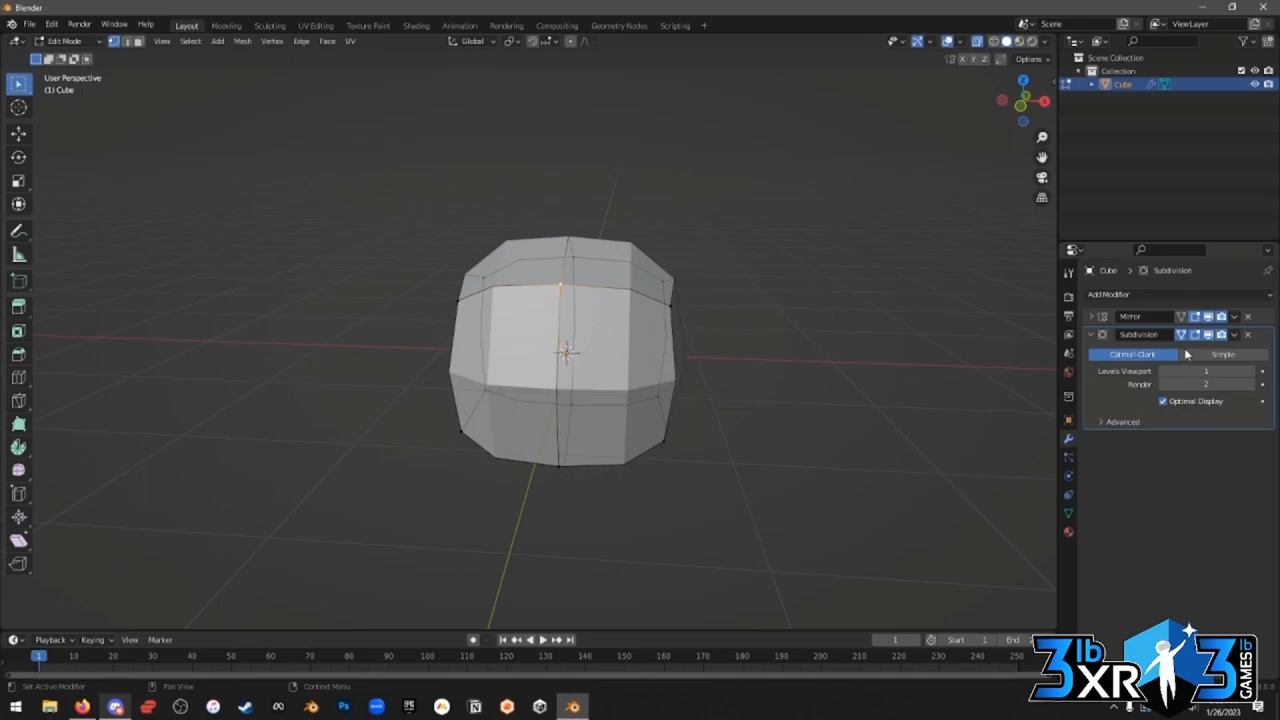 Blender
File Edit Render Window Help
Layout Modeling Sculpting UV Editing Texture Paint Shading Animation Rendering Compositing Geometry Nodes Scripting +
Scene
ViewLayer
Edit Mode
View Select Add Mesh Vertex Edge Face UV
Global
X Y Z
Options
User Perspective
(1) Cube
Z
X
Scene Collection
Collection
Cube
Cube > Subdivision
Add Modifier
Mirror
Subdivision
Catmull-Clark Simple
Levels Viewport 1
Render 2
Optimal Display
Advanced
Playback Keying View Marker
1 Start 1 End
1 10 20 30 40 50 60 70 80 90 100 110 120 130 140 150 160 170 180 190 200 210 220 230 240 250
Set Active Modifier Pan View Context Menu
3lb XR
3lb GAMES
1/26/2023